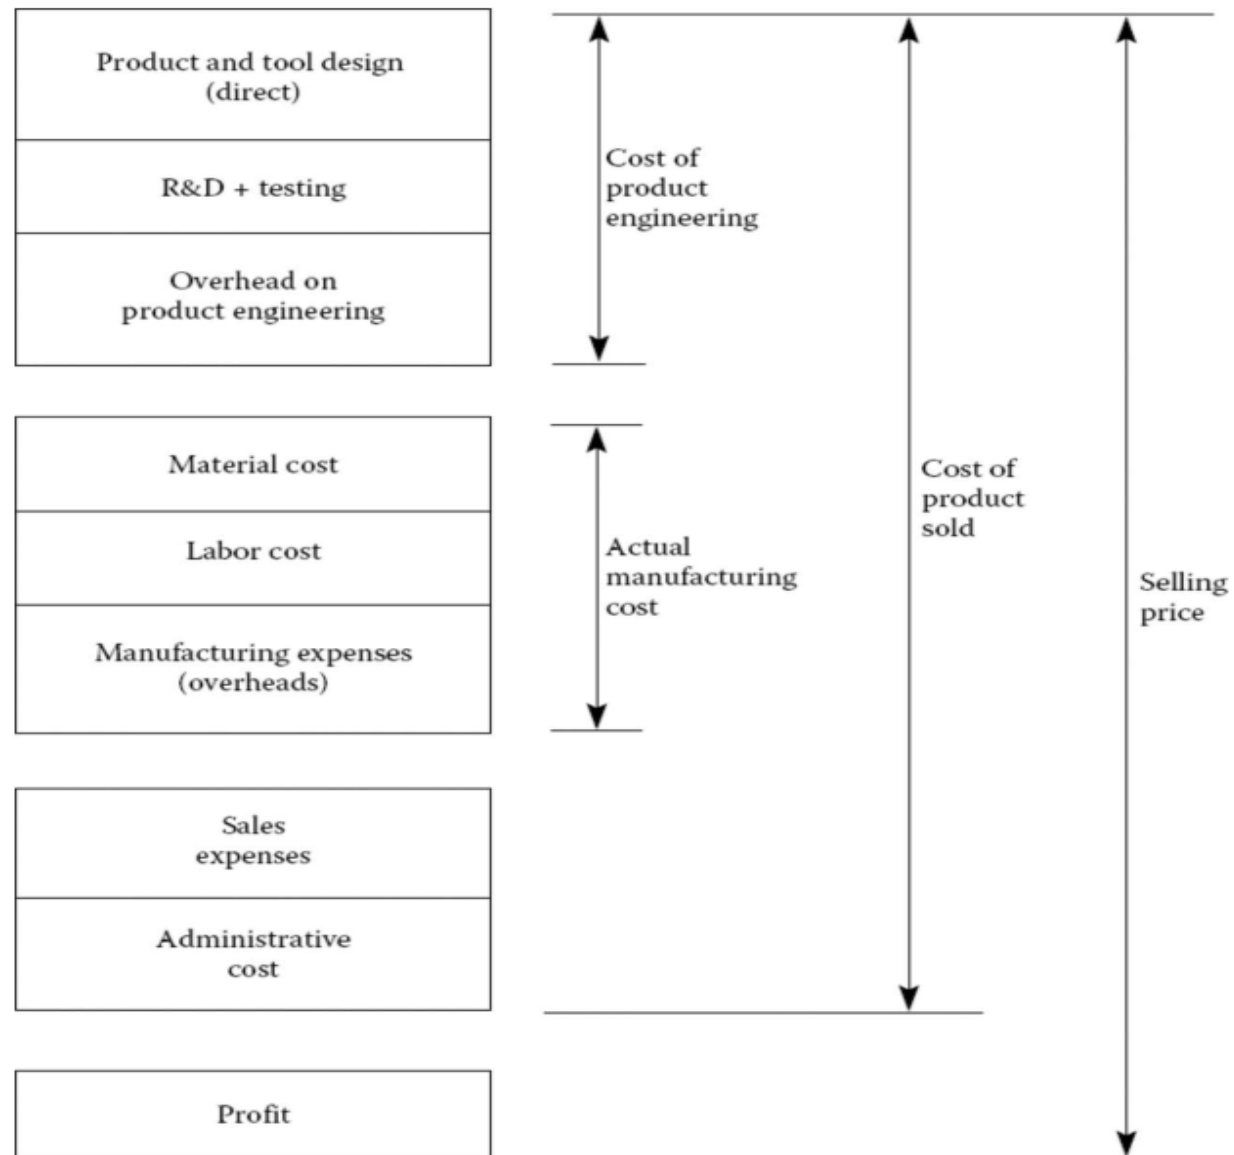 Product and tool design
(direct)
R&D + testing
Overhead on
product engineering
Cost of
product
engineering
Material cost
Labor cost
Manufacturing expenses
(overheads)
Actual
manufacturing
cost
Sales
expenses
Administrative
cost
Cost of
product
sold
Profit
Selling
price